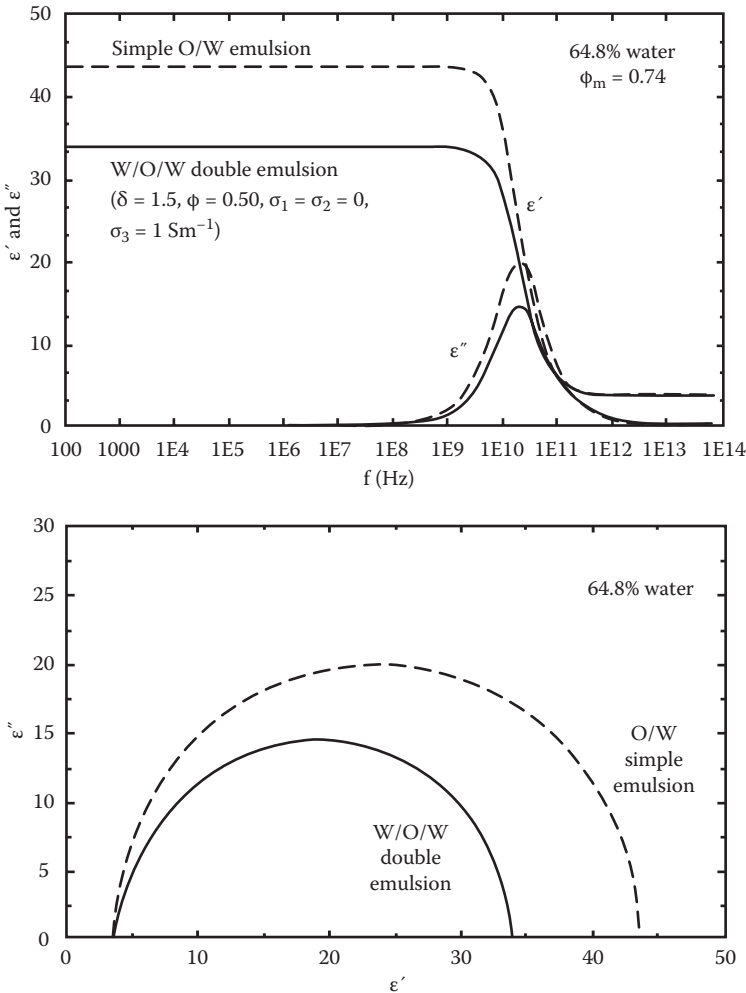 50
40
30
20
10
0
ε′ and ε″
Simple O/W emulsion
64.8% water
ϕm = 0.74
W/O/W double emulsion
(δ = 1.5, ϕ = 0.50, σ1 = σ2 = 0,
σ3 = 1 Sm−1)
ε′
ε″
100 1000 1E4 1E5 1E6 1E7 1E8 1E9 1E10 1E11 1E12 1E13 1E14
f (Hz)
30
25
20
15
10
5
0
ε″
64.8% water
O/W
simple
emulsion
W/O/W
double
emulsion
0 10 20 30 40 50
ε′